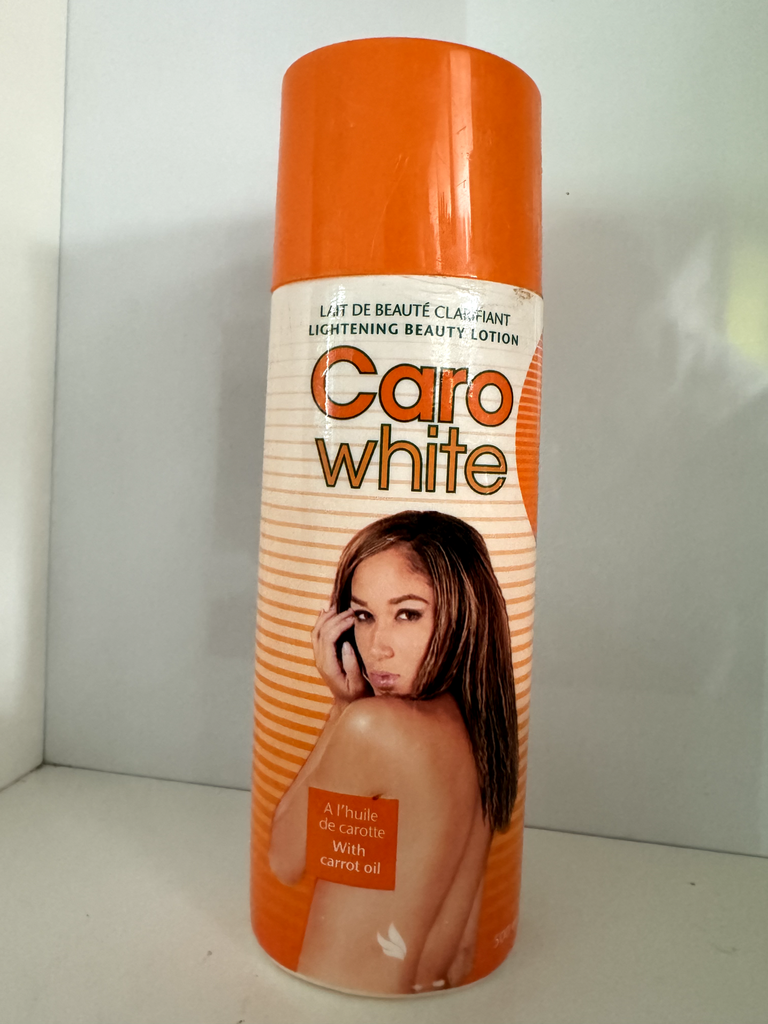 LAIT DE BEAUTÉ CLARIFIANT
LIGHTENING BEAUTY LOTION
Caro
white
A l'huile
de carotte
With
carrot oil